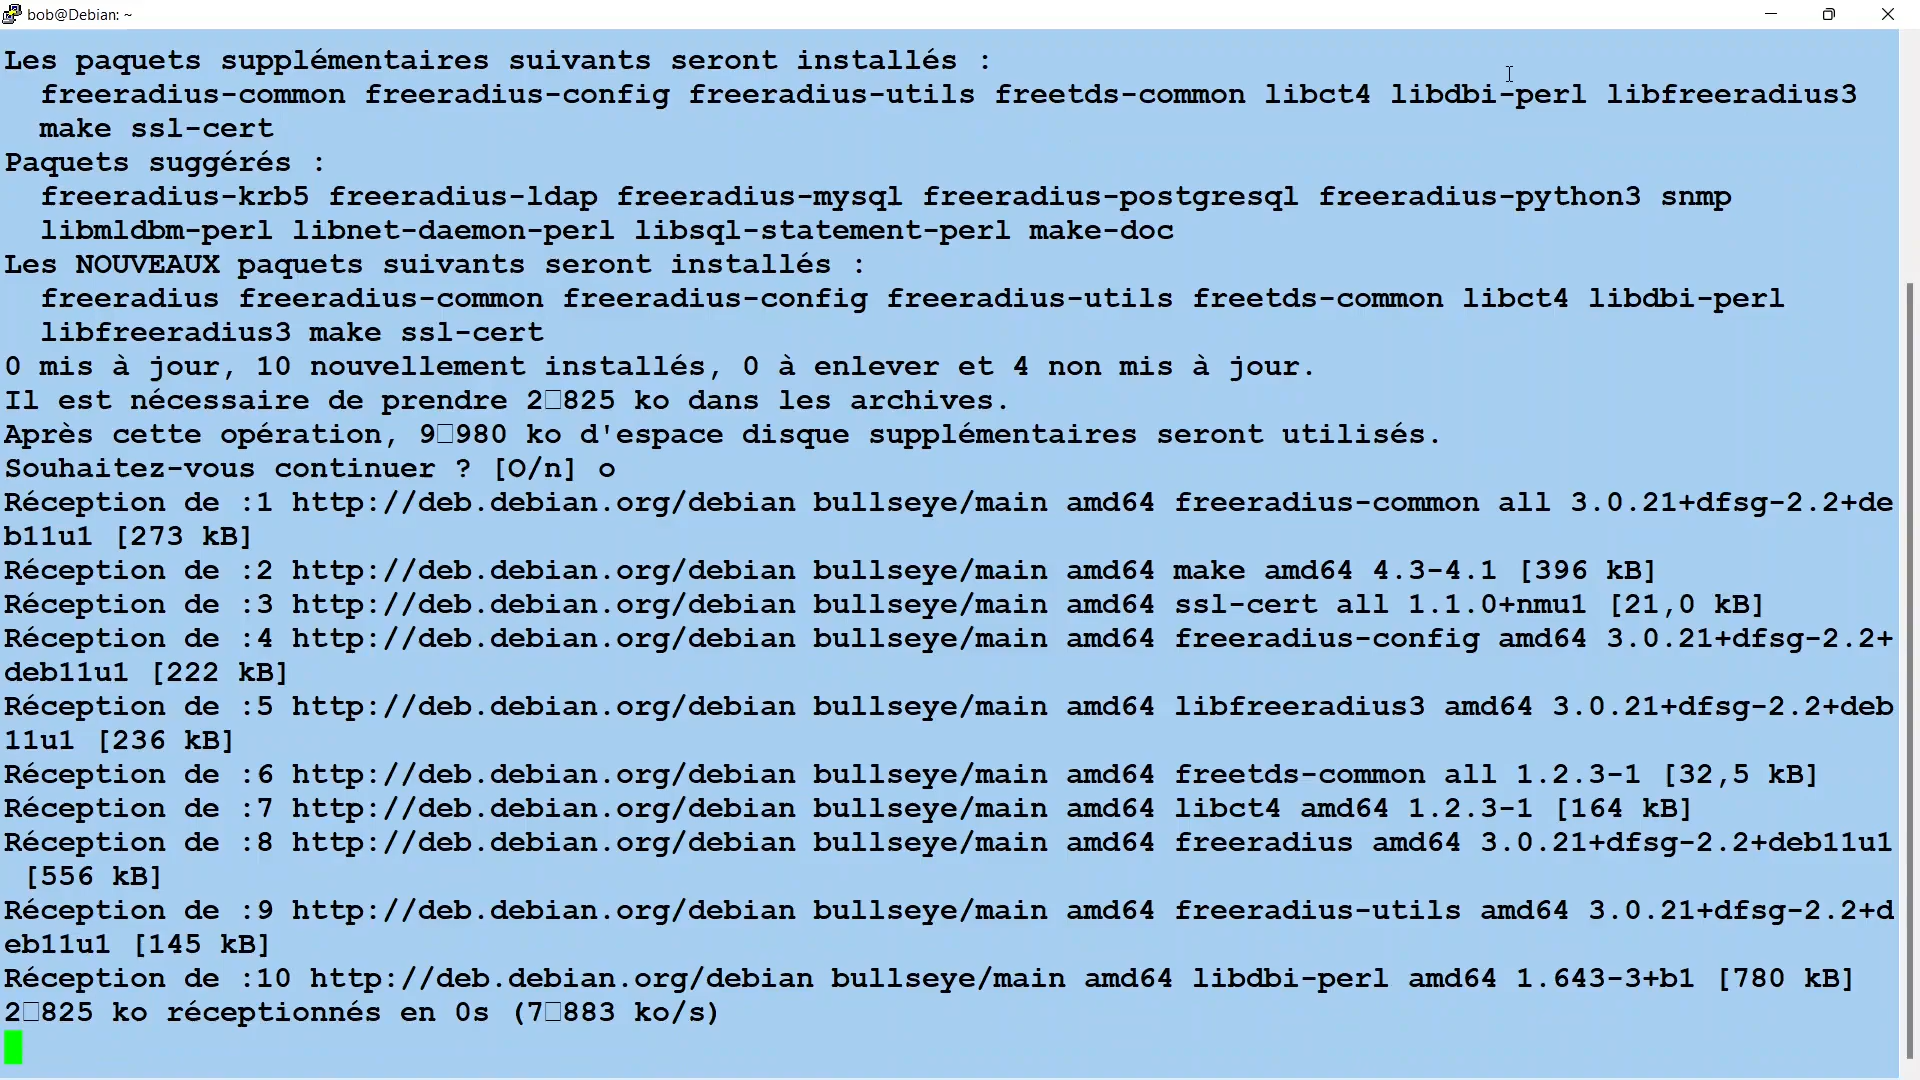 bob@Debian: ~
Les paquets supplémentaires suivants seront installés :
  freeradius-common freeradius-config freeradius-utils freetds-common libct4 libdbi-perl libfreeradius3
  make ssl-cert
Paquets suggérés :
  freeradius-krb5 freeradius-ldap freeradius-mysql freeradius-postgresql freeradius-python3 snmp
  libmldbm-perl libnet-daemon-perl libsql-statement-perl make-doc
Les NOUVEAUX paquets suivants seront installés :
  freeradius freeradius-common freeradius-config freeradius-utils freetds-common libct4 libdbi-perl
  libfreeradius3 make ssl-cert
0 mis à jour, 10 nouvellement installés, 0 à enlever et 4 non mis à jour.
Il est nécessaire de prendre 2□825 ko dans les archives.
Après cette opération, 9□980 ko d'espace disque supplémentaires seront utilisés.
Souhaitez-vous continuer ? [O/n] o
Réception de :1 http://deb.debian.org/debian bullseye/main amd64 freeradius-common all 3.0.21+dfsg-2.2+de
b11u1 [273 kB]
Réception de :2 http://deb.debian.org/debian bullseye/main amd64 make amd64 4.3-4.1 [396 kB]
Réception de :3 http://deb.debian.org/debian bullseye/main amd64 ssl-cert all 1.1.0+nmu1 [21,0 kB]
Réception de :4 http://deb.debian.org/debian bullseye/main amd64 freeradius-config amd64 3.0.21+dfsg-2.2+
deb11u1 [222 kB]
Réception de :5 http://deb.debian.org/debian bullseye/main amd64 libfreeradius3 amd64 3.0.21+dfsg-2.2+deb
11u1 [236 kB]
Réception de :6 http://deb.debian.org/debian bullseye/main amd64 freetds-common all 1.2.3-1 [32,5 kB]
Réception de :7 http://deb.debian.org/debian bullseye/main amd64 libct4 amd64 1.2.3-1 [164 kB]
Réception de :8 http://deb.debian.org/debian bullseye/main amd64 freeradius amd64 3.0.21+dfsg-2.2+deb11u1
 [556 kB]
Réception de :9 http://deb.debian.org/debian bullseye/main amd64 freeradius-utils amd64 3.0.21+dfsg-2.2+d
eb11u1 [145 kB]
Réception de :10 http://deb.debian.org/debian bullseye/main amd64 libdbi-perl amd64 1.643-3+b1 [780 kB]
2□825 ko réceptionnés en 0s (7□883 ko/s)